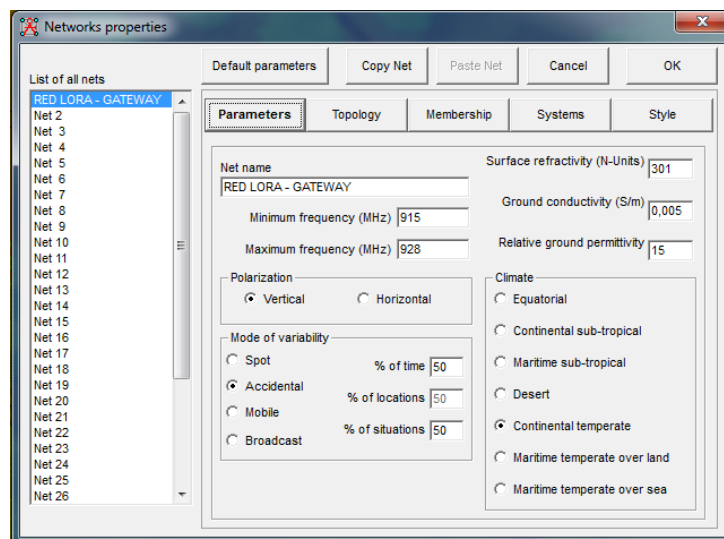 Networks properties
List of all nets
RED LORA - GATEWAY
Net 2
Net 3
Net 4
Net 5
Net 6
Net 7
Net 8
Net 9
Net 10
Net 11
Net 12
Net 13
Net 14
Net 15
Net 16
Net 17
Net 18
Net 19
Net 20
Net 21
Net 22
Net 23
Net 24
Net 25
Net 26
Default parameters Copy Net Paste Net Cancel OK
Parameters Topology Membership Systems Style
Net name
RED LORA - GATEWAY
Minimum frequency (MHz) 915
Maximum frequency (MHz) 928
Surface refractivity (N-Units) 301
Ground conductivity (S/m) 0,005
Relative ground permittivity 15
Polarization
Vertical Horizontal
Mode of variability
Spot
Accidental
Mobile
Broadcast
% of time 50
% of locations 50
% of situations 50
Climate
Equatorial
Continental sub-tropical
Maritime sub-tropical
Desert
Continental temperate
Maritime temperate over land
Maritime temperate over sea